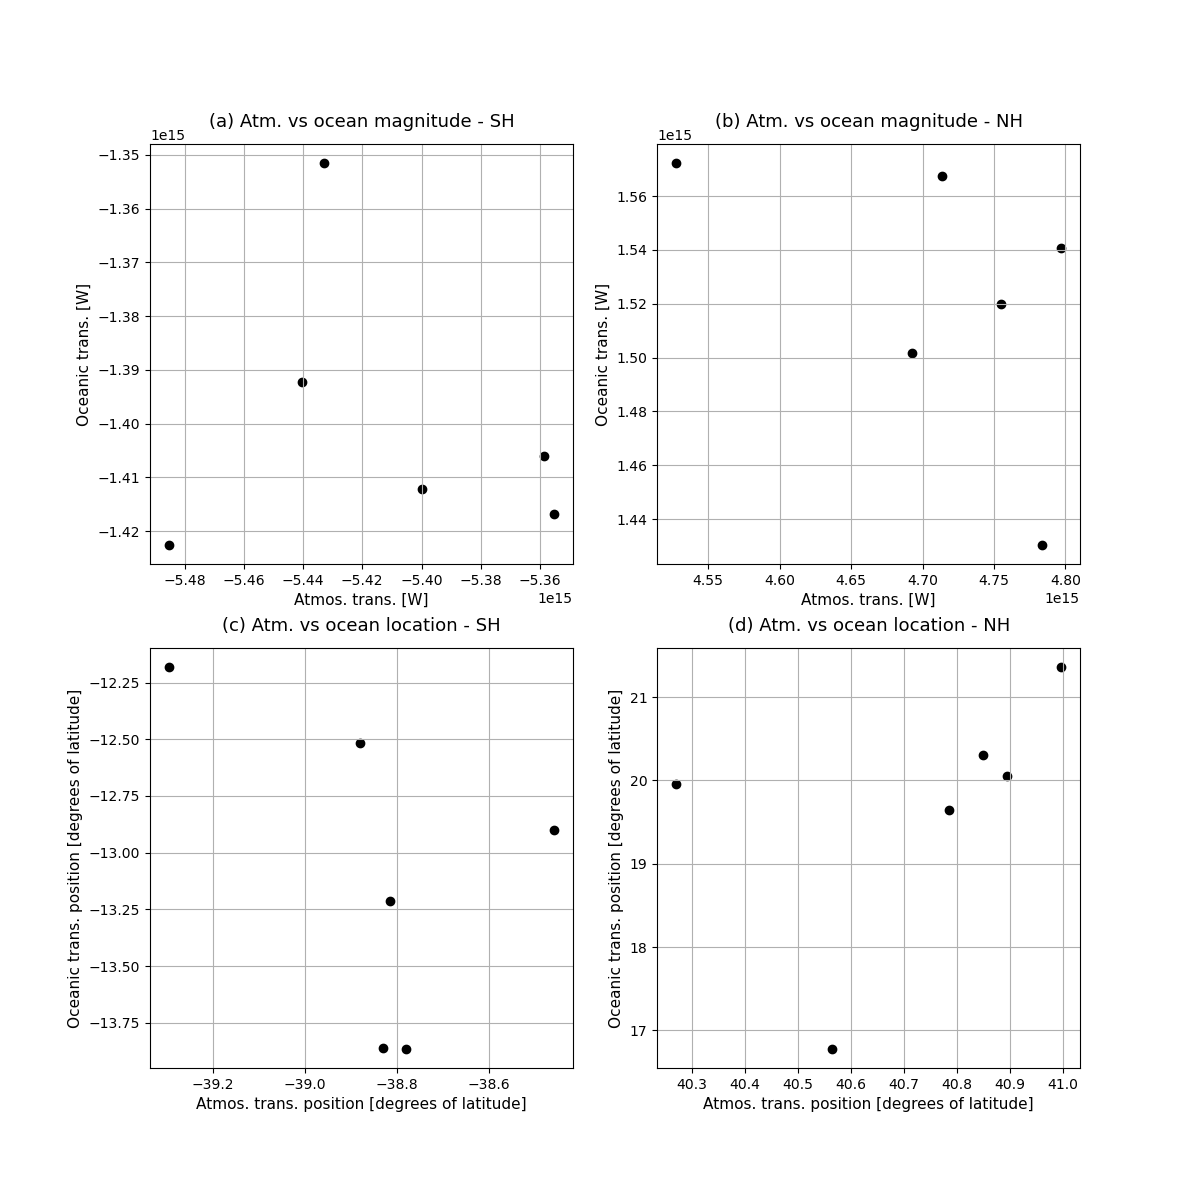 (a) Atm. vs ocean magnitude - SH
1e15
−1.35
−1.36
−1.37
−1.38
−1.39
−1.40
−1.41
−1.42
Oceanic trans. [W]
−5.48 −5.46 −5.44 −5.42 −5.40 −5.38 −5.36
Atmos. trans. [W]
1e15
(b) Atm. vs ocean magnitude - NH
1e15
1.56
1.54
1.52
1.50
1.48
1.46
1.44
Oceanic trans. [W]
4.55 4.60 4.65 4.70 4.75 4.80
Atmos. trans. [W]
1e15
(c) Atm. vs ocean location - SH
−12.25
−12.50
−12.75
−13.00
−13.25
−13.50
−13.75
Oceanic trans. position [degrees of latitude]
−39.2 −39.0 −38.8 −38.6
Atmos. trans. position [degrees of latitude]
(d) Atm. vs ocean location - NH
21
20
19
18
17
Oceanic trans. position [degrees of latitude]
40.3 40.4 40.5 40.6 40.7 40.8 40.9 41.0
Atmos. trans. position [degrees of latitude]